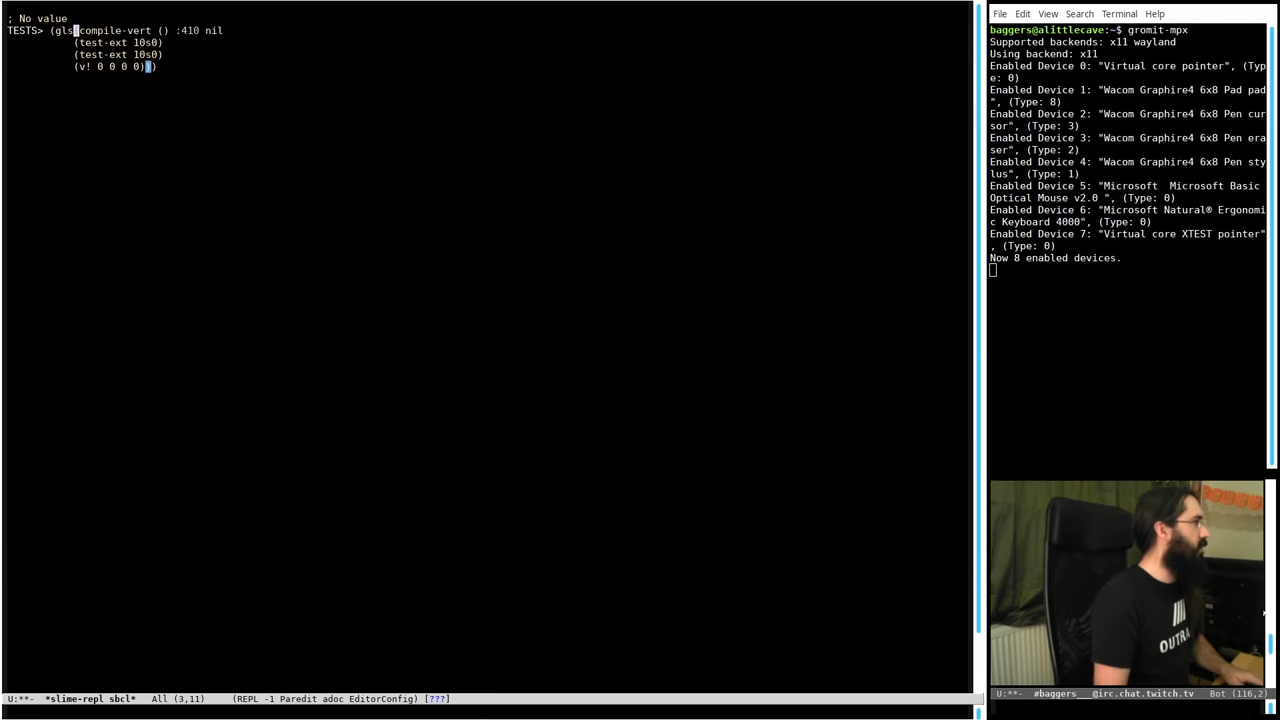 ; No value
TESTS> (gls(compile-vert () :410 nil
(test-ext 10s0)
(test-ext 10s0)
(v! 0 0 0 0)))
U:**-  *slime-repl sbcl*   All (3,11)     (REPL -1 Paredit adoc EditorConfig) [???]
File Edit View Search Terminal Help
baggers@alittlecave:~$ gromit-mpx
Supported backends: x11 wayland
Using backend: x11
Enabled Device 0: "Virtual core pointer", (Typ
e: 0)
Enabled Device 1: "Wacom Graphire4 6x8 Pad pad
", (Type: 8)
Enabled Device 2: "Wacom Graphire4 6x8 Pen cur
sor", (Type: 3)
Enabled Device 3: "Wacom Graphire4 6x8 Pen era
ser", (Type: 2)
Enabled Device 4: "Wacom Graphire4 6x8 Pen sty
lus", (Type: 1)
Enabled Device 5: "Microsoft  Microsoft Basic
Optical Mouse v2.0 ", (Type: 0)
Enabled Device 6: "Microsoft Natural® Ergonomi
c Keyboard 4000", (Type: 0)
Enabled Device 7: "Virtual core XTEST pointer"
, (Type: 0)
Now 8 enabled devices.
OUTRA
U:**-  #baggers__ @irc.chat.twitch.tv   Bot (116,2)